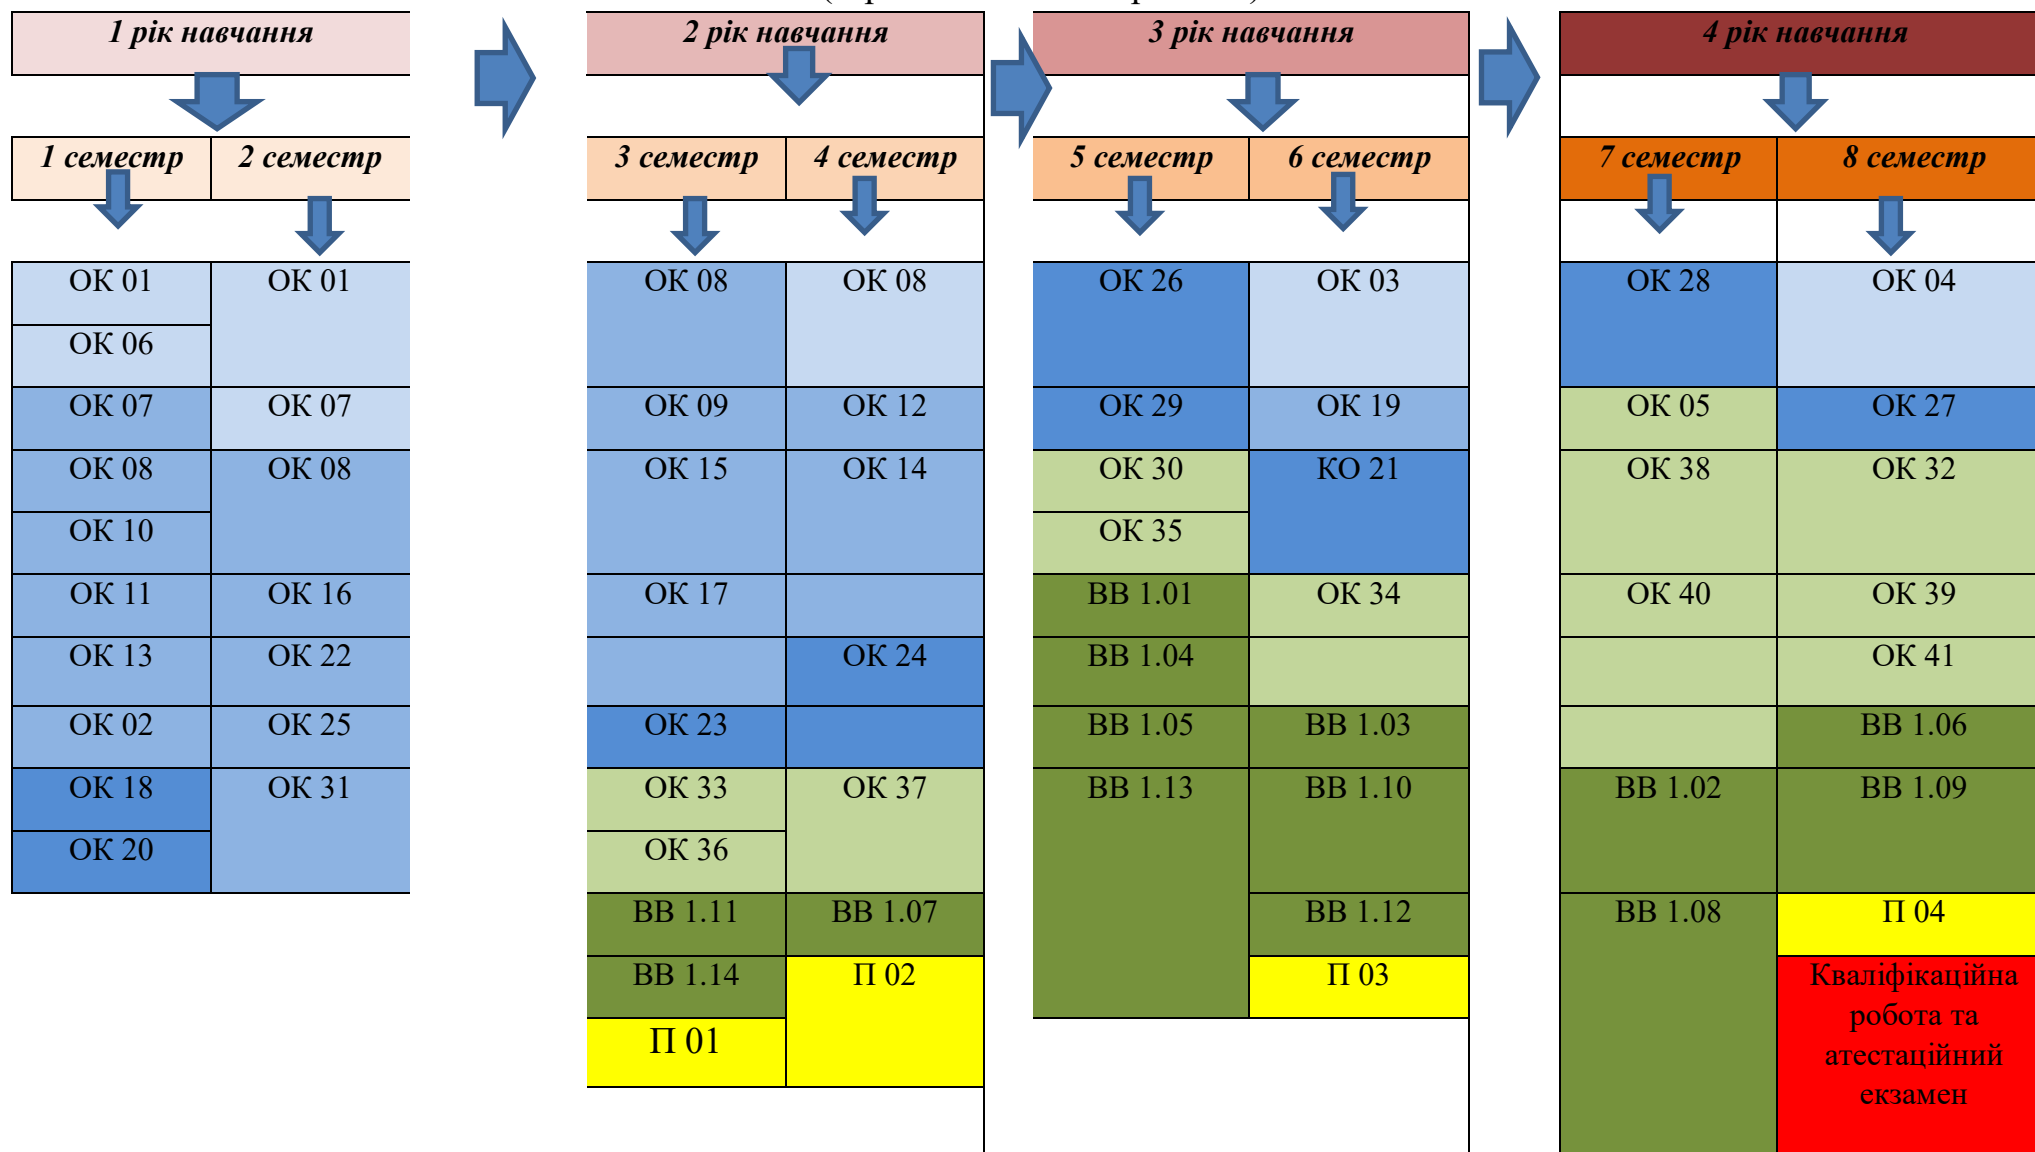 1 рік навчання
2 рік навчання
3 рік навчання
4 рік навчання
1 семестр
2 семестр
3 семестр
4 семестр
5 семестр
6 семестр
7 семестр
8 семестр
ОК 01
ОК 01
ОК 08
ОК 08
ОК 26
ОК 03
ОК 28
ОК 04
ОК 06
ОК 07
ОК 07
ОК 09
ОК 12
ОК 29
ОК 19
ОК 05
ОК 27
ОК 08
ОК 08
ОК 15
ОК 14
ОК 30
КО 21
ОК 38
ОК 32
ОК 10
ОК 35
ОК 11
ОК 16
ОК 17
ВВ 1.01
ОК 34
ОК 40
ОК 39
ОК 13
ОК 22
ОК 24
ВВ 1.04
ОК 41
ОК 02
ОК 25
ОК 23
ВВ 1.05
ВВ 1.03
ВВ 1.06
ОК 18
ОК 31
ОК 33
ОК 37
ВВ 1.13
ВВ 1.10
ВВ 1.02
ВВ 1.09
ОК 20
ОК 36
ВВ 1.11
ВВ 1.07
ВВ 1.12
ВВ 1.08
П 04
ВВ 1.14
П 02
П 03
Кваліфікаційна
робота та
атестаційний
екзамен
П 01